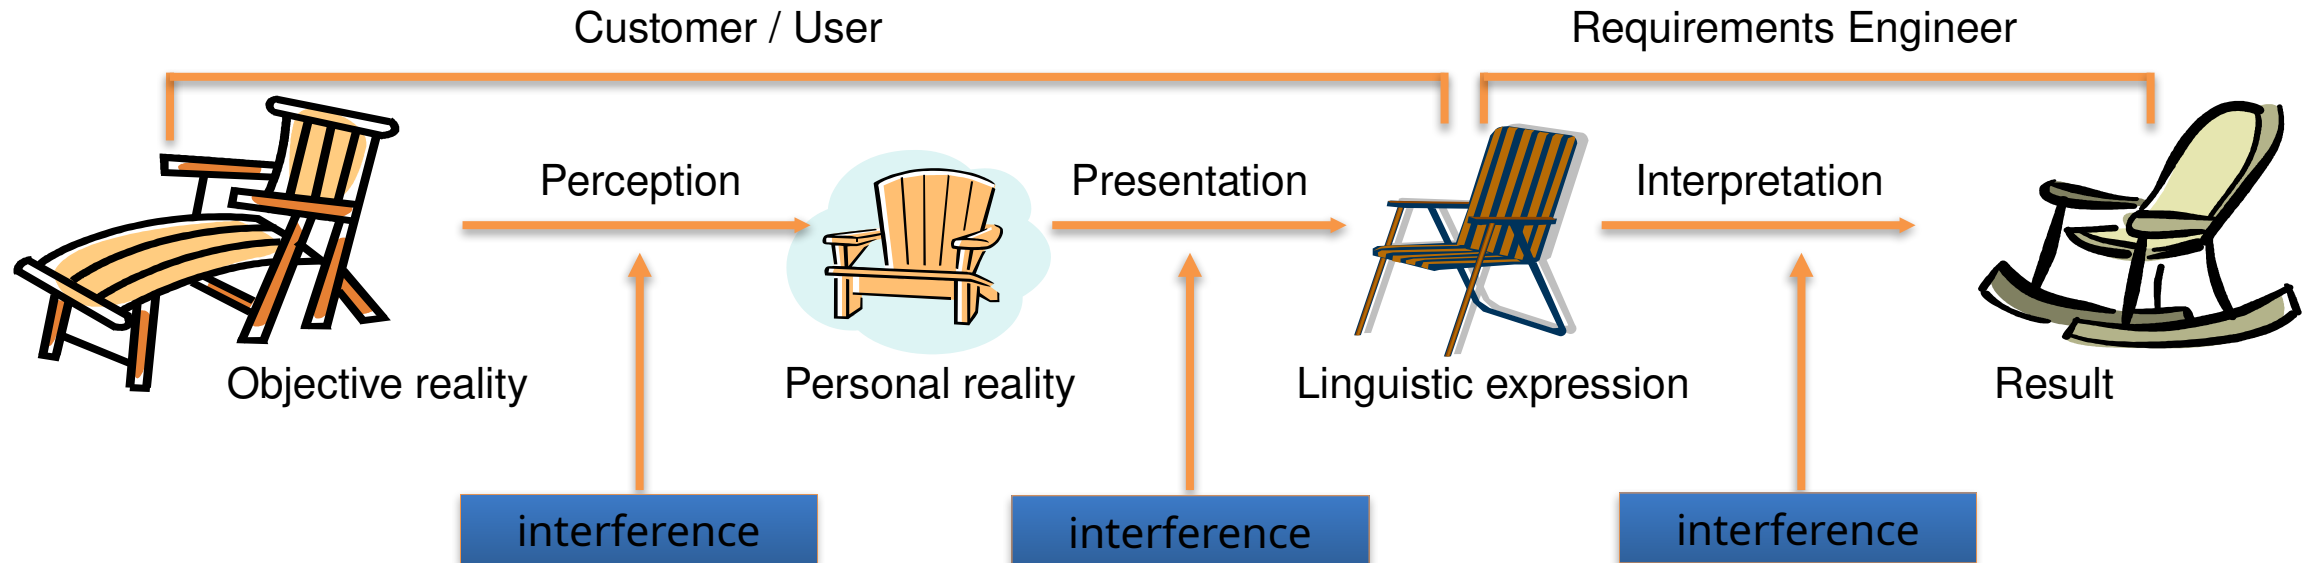 Customer / User
Requirements Engineer
Perception
Presentation
Interpretation
Objective reality
Personal reality
Linguistic expression
Result
interference
interference
interference